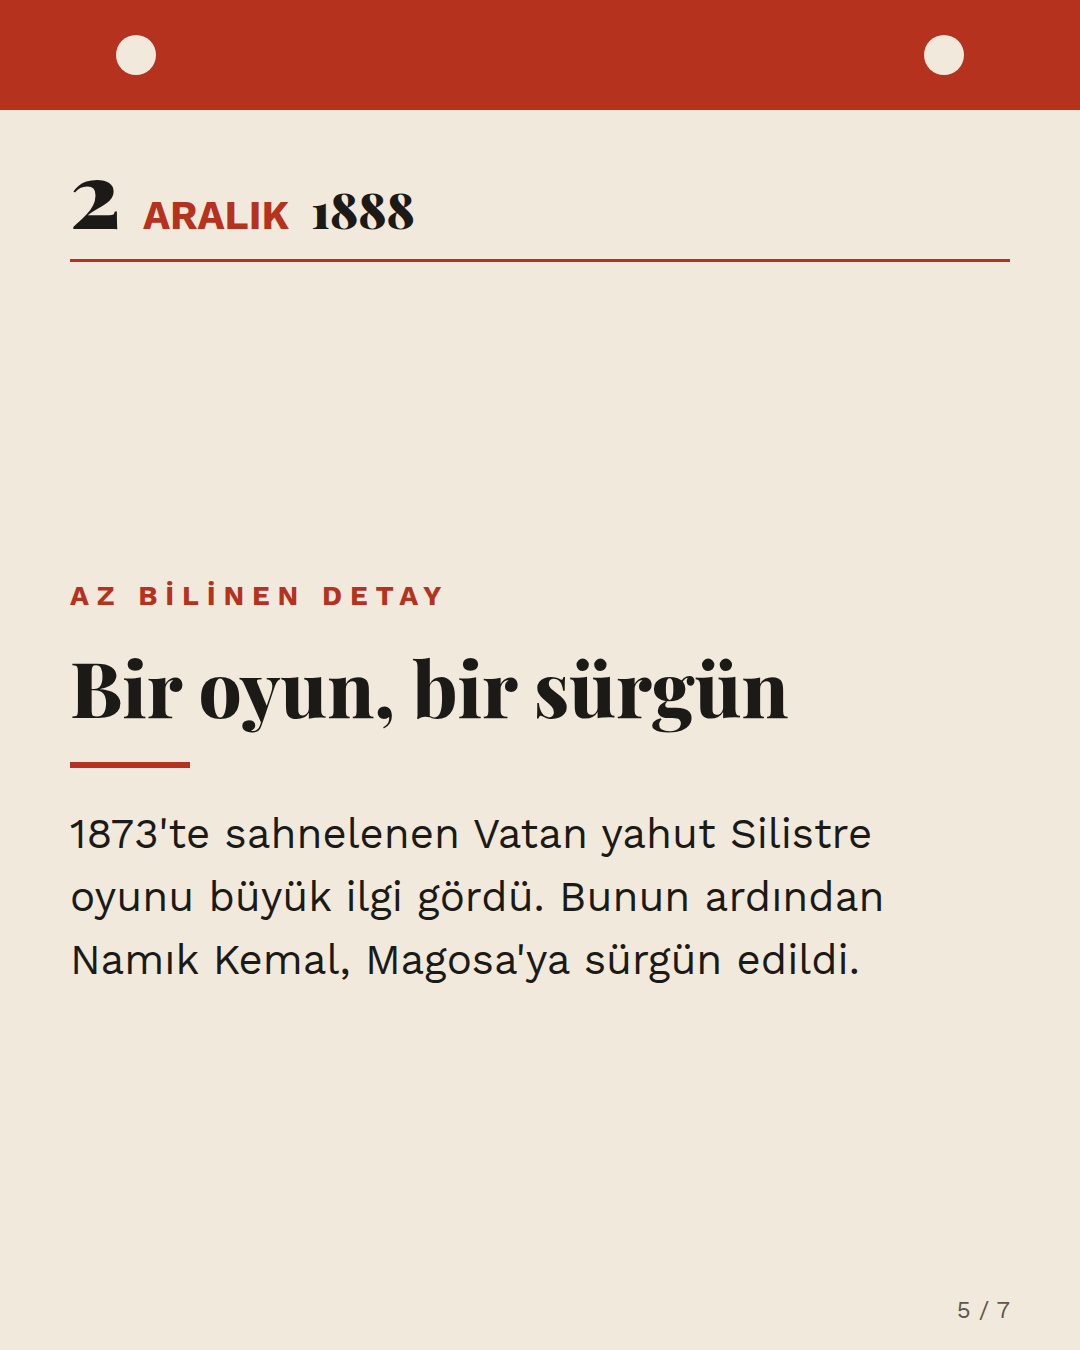 2 ARALIK 1888
AZ BİLİNEN DETAY
Bir oyun, bir sürgün
1873'te sahnelenen Vatan yahut Silistre
oyunu büyük ilgi gördü. Bunun ardından
Namık Kemal, Magosa'ya sürgün edildi.
5 / 7